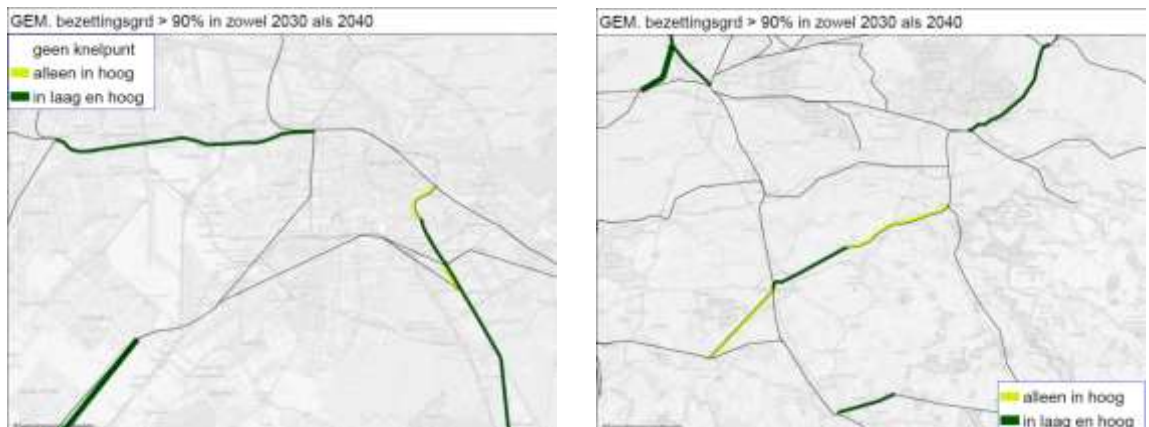 GEM. bezettingsgrd > 90% in zowel 2030 als 2040
geen knelpunt
alleen in hoog
in laag en hoog
GEM. bezettingsgrd > 90% in zowel 2030 als 2040
alleen in hoog
in laag en hoog